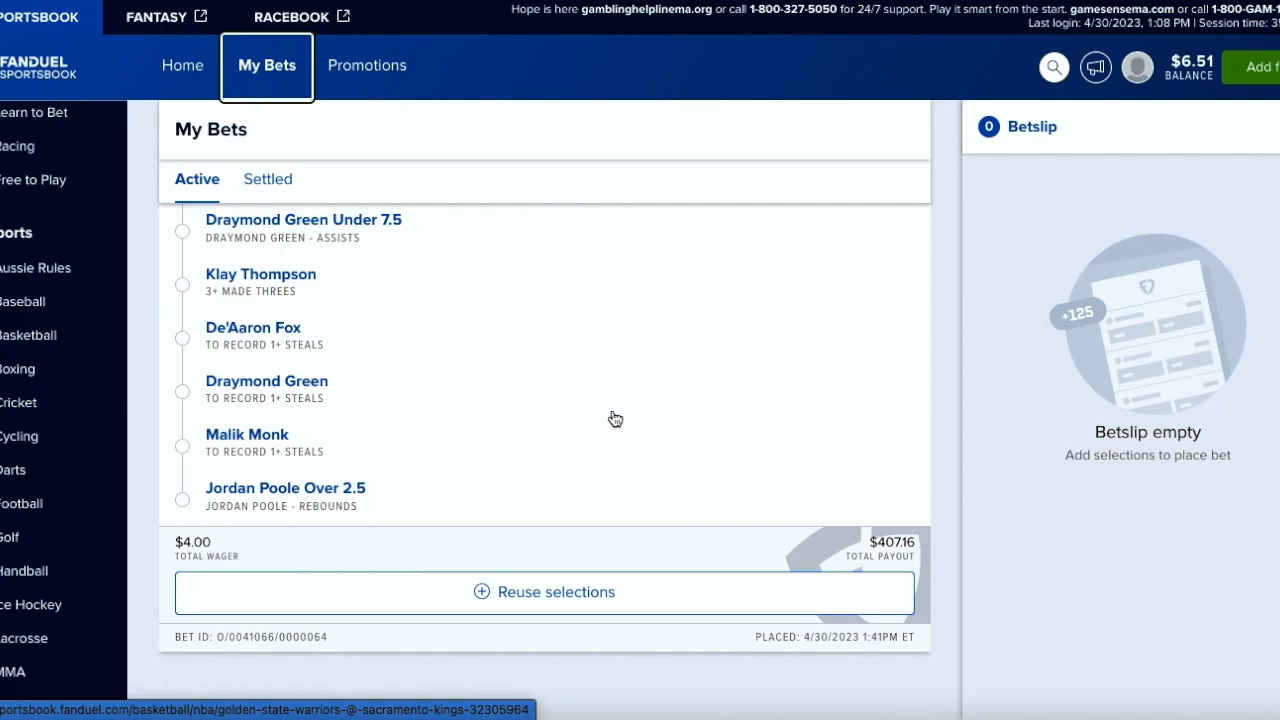 PORTSBOOK
FANTASY
RACEBOOK
Hope is here gamblinghelplinema.org or call 1-800-327-5050 for 24/7 support. Play it smart from the start. gamesensema.com or call 1-800-GAM-1
Last login: 4/30/2023, 1:08 PM | Session time: 3
FANDUEL
SPORTSBOOK
Home
My Bets
Promotions
$6.51
BALANCE
Add f
earn to Bet
Racing
Free to Play
ports
Aussie Rules
Baseball
Basketball
Boxing
Cricket
Cycling
Darts
Football
Golf
Handball
ce Hockey
Lacrosse
MMA
My Bets
Active
Settled
Draymond Green Under 7.5
DRAYMOND GREEN - ASSISTS
Klay Thompson
3+ MADE THREES
De'Aaron Fox
TO RECORD 1+ STEALS
Draymond Green
TO RECORD 1+ STEALS
Malik Monk
TO RECORD 1+ STEALS
Jordan Poole Over 2.5
JORDAN POOLE - REBOUNDS
$4.00
TOTAL WAGER
$407.16
TOTAL PAYOUT
Reuse selections
BET ID: O/0041066/0000064
PLACED: 4/30/2023 1:41PM ET
0 Betslip
+125
Betslip empty
Add selections to place bet
portsbook.fanduel.com/basketball/nba/golden-state-warriors-@-sacramento-kings-32305964